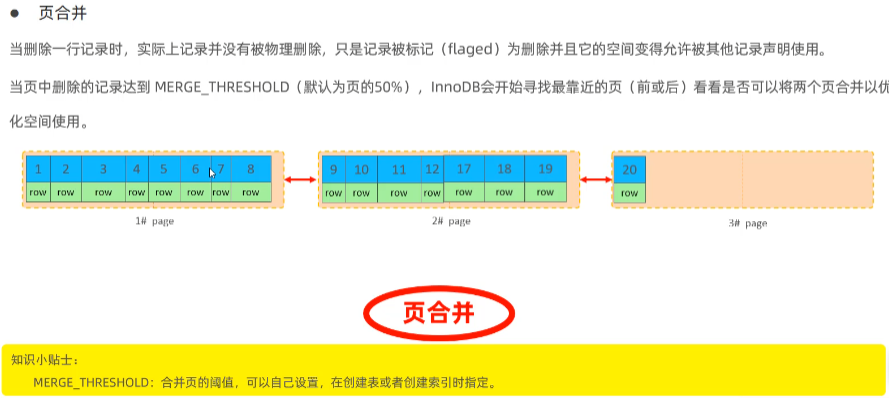 ● 页合并
当删除一行记录时，实际上记录并没有被物理删除，只是记录被标记（flaged）为删除并且它的空间变得允许被其他记录声明使用。
当页中删除的记录达到 MERGE_THRESHOLD（默认为页的50%），InnoDB会开始寻找最靠近的页（前或后）看看是否可以将两个页合并以优
化空间使用。
1 2 3 4 5 6 7 8 9 10 11 12 17 18 19 20
row row row row row row row row row row row row row row row row
1# page 2# page 3# page
页合并
知识小贴士：
MERGE_THRESHOLD：合并页的阈值，可以自己设置，在创建表或者创建索引时指定。